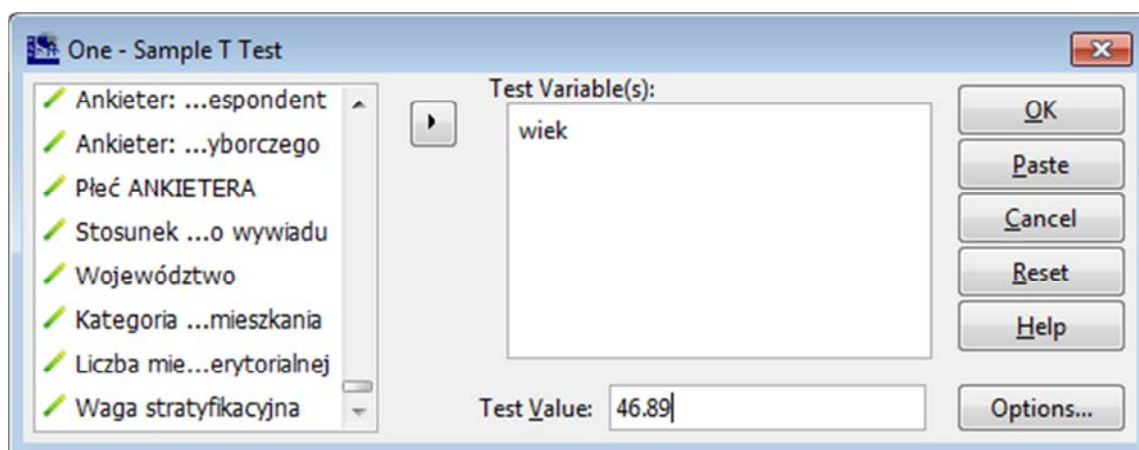 One - Sample T Test
Ankieter: ...espondent
Ankieter: ...yborczego
Płeć ANKIETERA
Stosunek ...o wywiadu
Województwo
Kategoria ...mieszkania
Liczba mie...erytorialnej
Waga stratyfikacyjna
Test Variable(s):
wiek
Test Value: 46.89
OK
Paste
Cancel
Reset
Help
Options...